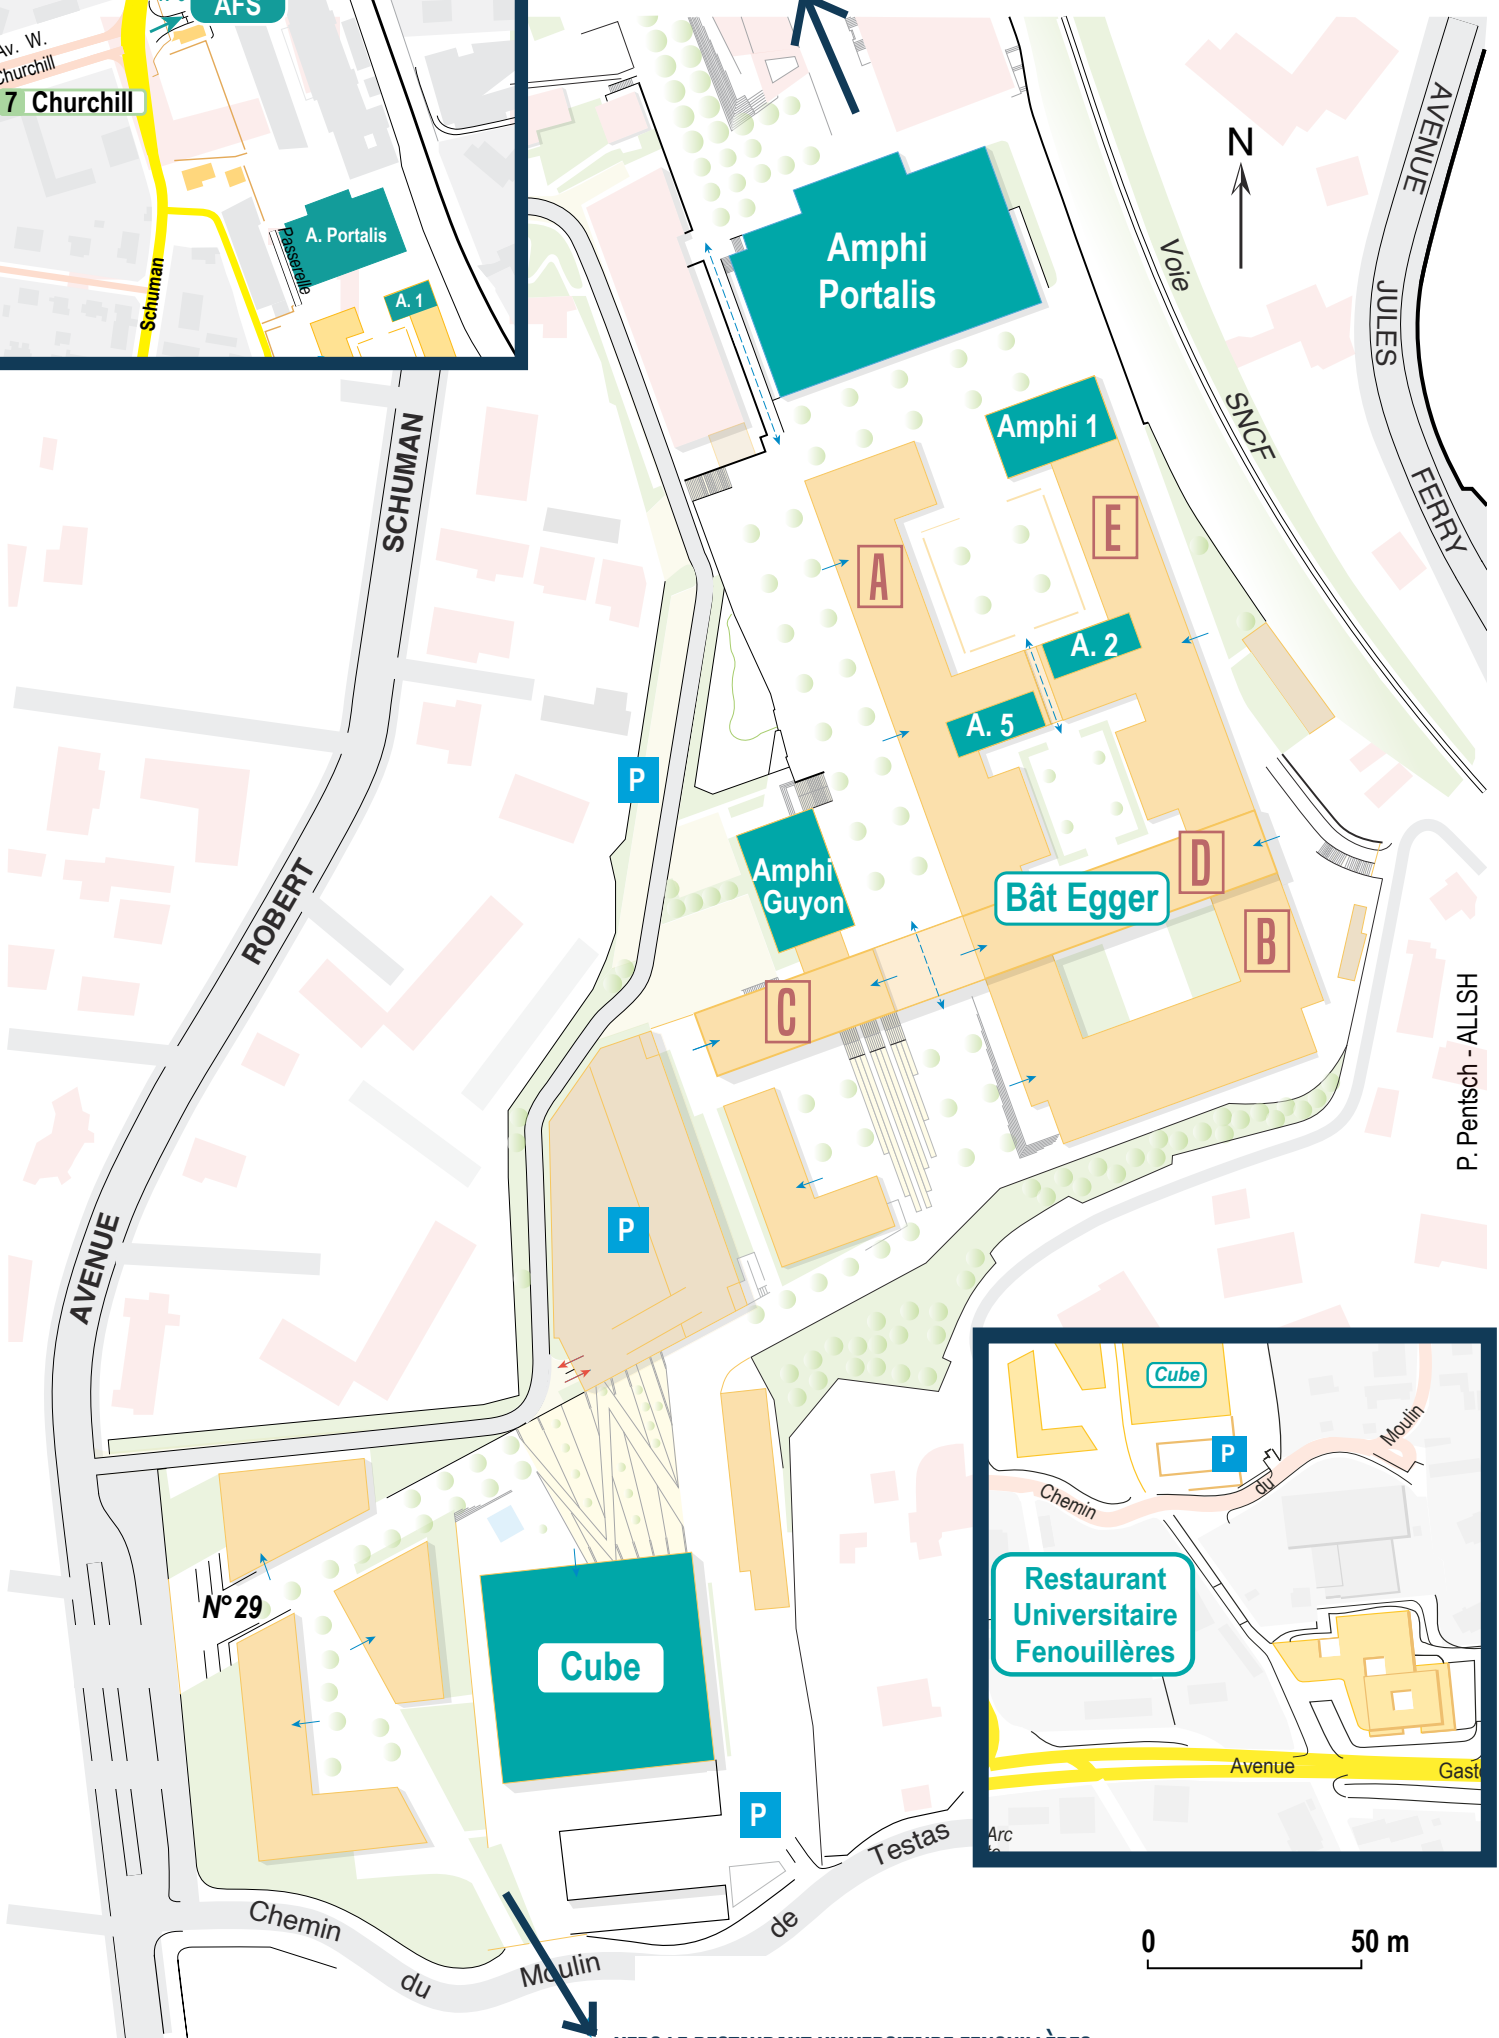 AFS
Av. W.
Churchill
7 Churchill
A. Portalis
Passerelle
A. 1
Schuman
N
AVENUE
JULES
FERRY
Voie
SNCF
Amphi
Portalis
Amphi 1
SCHUMAN
ROBERT
AVENUE
E
A
A. 2
A. 5
P
Amphi
Guyon
D
Bât Egger
B
C
P. Pentsch - ALLSH
P
Cube
P
Moulin
du
Chemin
Restaurant
Universitaire
Fenouillères
Avenue
Arc
N° 29
Cube
P
Chemin
du
Moulin
de
Testas
0 50 m